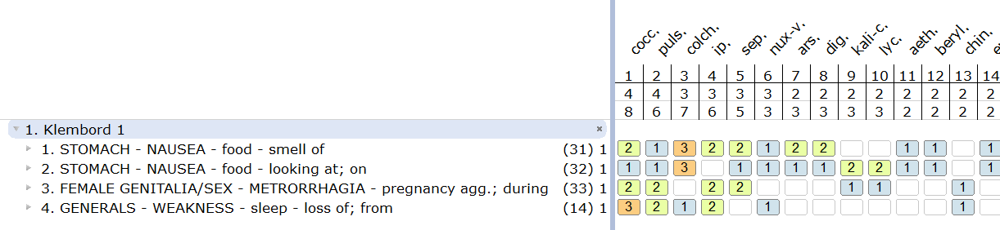 cocc. puls. colch. ip. sep. nux-v. ars. dig. kali-c. lyc. aeth. beryl. chin.
1 2 3 4 5 6 7 8 9 10 11 12 13 14
4 4 3 3 3 3 2 2 2 2 2 2 2 2
8 6 7 6 5 3 3 3 3 3 2 2 2 2
1. Klembord 1
1. STOMACH - NAUSEA - food - smell of (31) 1 2 1 3 2 2 1 2 2 1 1 1
2. STOMACH - NAUSEA - food - looking at; on (32) 1 1 1 3 1 1 1 1 2 2 1 1 1
3. FEMALE GENITALIA/SEX - METRORRHAGIA - pregnancy agg.; during (33) 1 2 2 2 2 1 1 1
4. GENERALS - WEAKNESS - sleep - loss of; from (14) 1 3 2 1 2 1 1